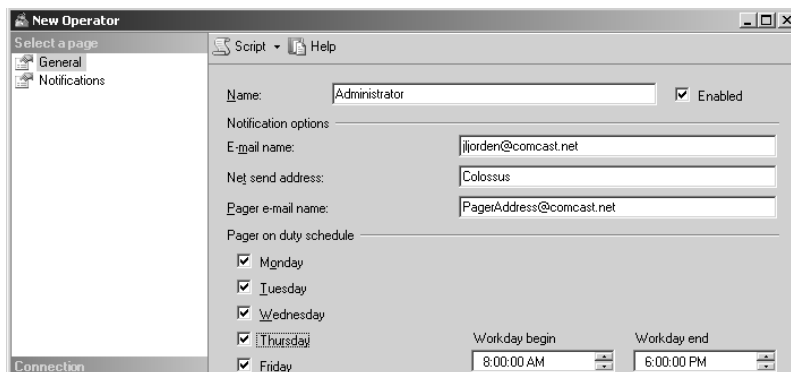 New Operator
Select a page
General
Notifications
Script
Help
Name:
Administrator
Enabled
Notification options
E-mail name:
jljorden@comcast.net
Net send address:
Colossus
Pager e-mail name:
PagerAddress@comcast.net
Pager on duty schedule
Monday
Tuesday
Wednesday
Thursday
Workday begin
Workday end
Friday
8:00:00 AM
6:00:00 PM
Connection